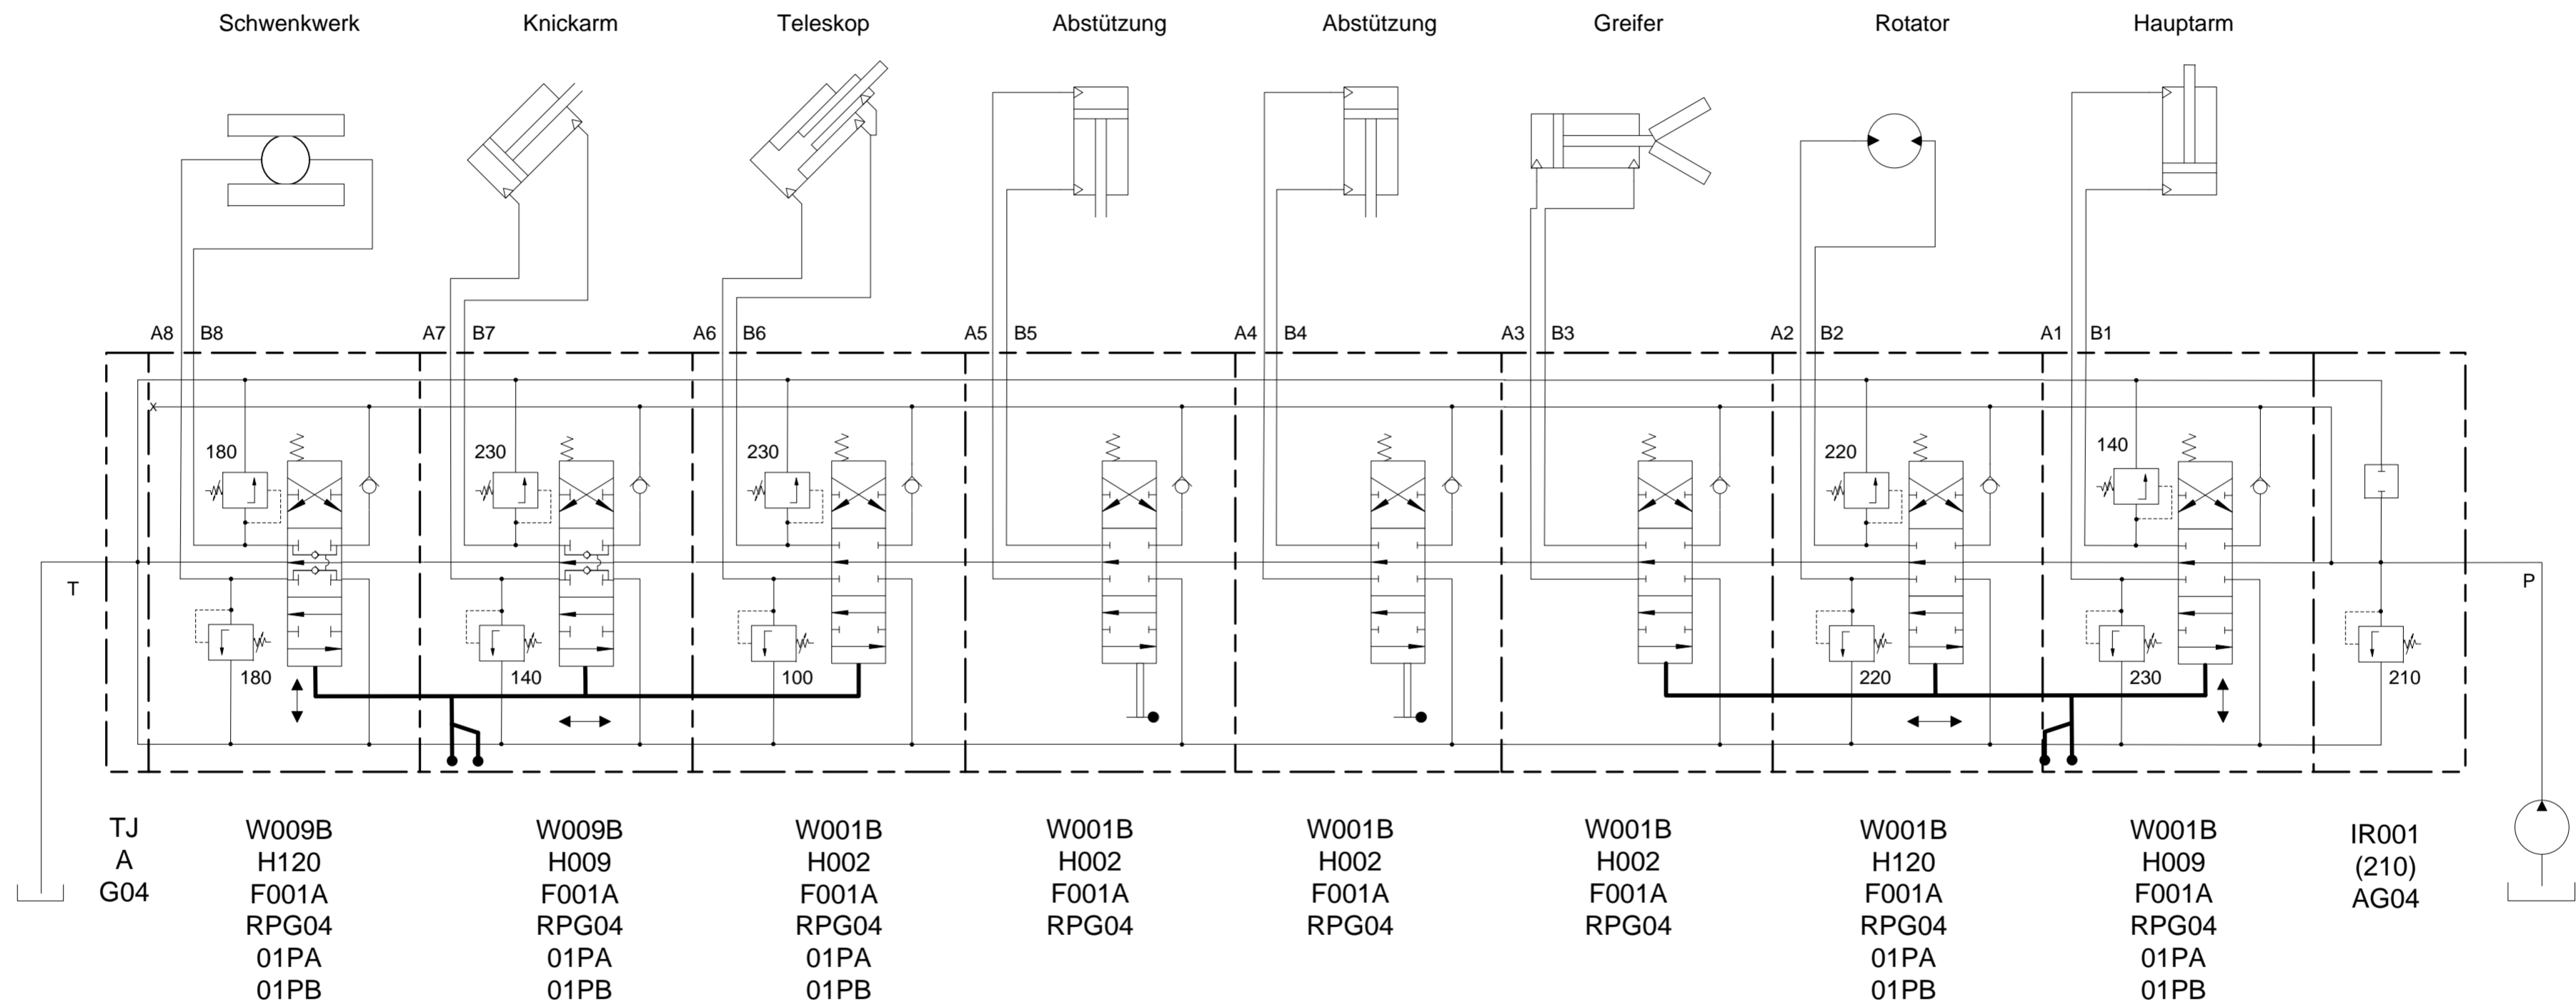 Schwenkwerk Knickarm Teleskop Abstützung Abstützung Greifer Rotator Hauptarm
A8 B8 A7 B7 A6 B6 A5 B5 A4 B4 A3 B3 A2 B2 A1 B1
x
180 230 230 220 140
T P
180 140 100 220 230 210
TJ W009B W009B W001B W001B W001B W001B W001B W001B IR001
A H120 H009 H002 H002 H002 H002 H120 H009 (210)
G04 F001A F001A F001A F001A F001A F001A F001A F001A AG04
RPG04 RPG04 RPG04 RPG04 RPG04 RPG04 RPG04 RPG04
01PA 01PA 01PA 01PA 01PA
01PB 01PB 01PB 01PB 01PB